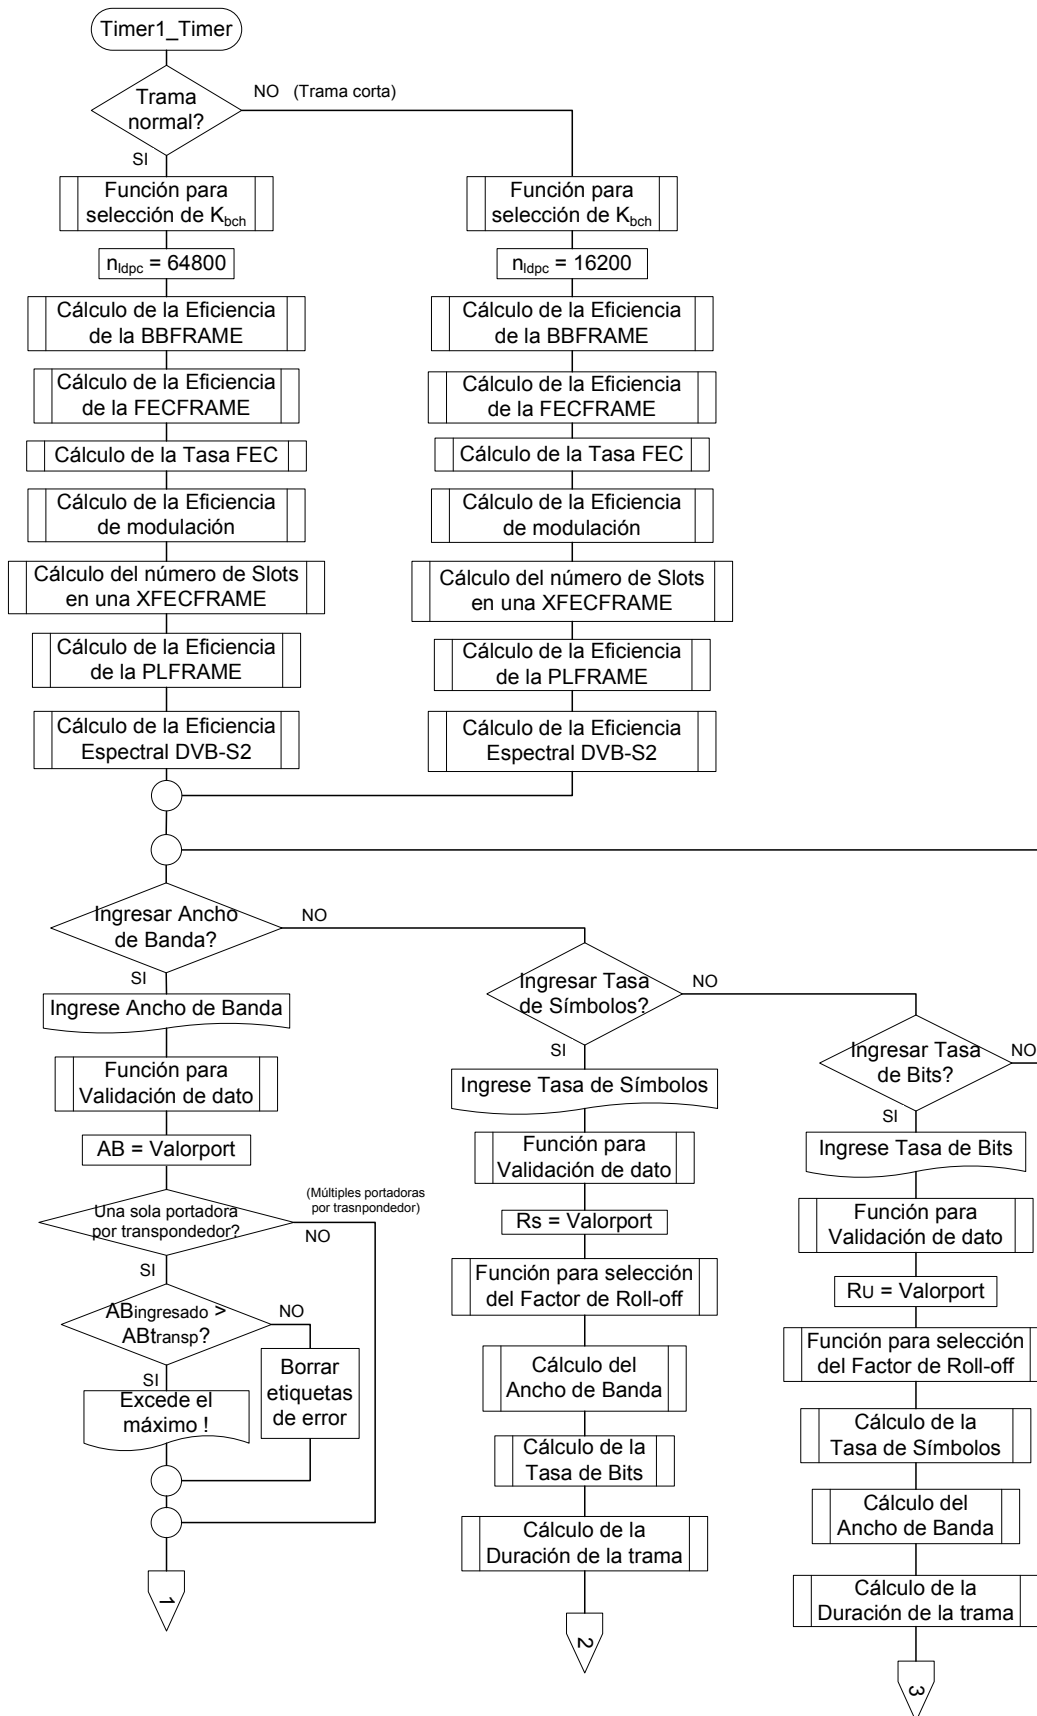 Timer1_Timer
Trama
normal?
NO (Trama corta)
SI
Función para
selección de Kbch
nldpc = 64800
Cálculo de la Eficiencia
de la BBFRAME
Cálculo de la Eficiencia
de la FECFRAME
Cálculo de la Tasa FEC
Cálculo de la Eficiencia
de modulación
Cálculo del número de Slots
en una XFECFRAME
Cálculo de la Eficiencia
de la PLFRAME
Cálculo de la Eficiencia
Espectral DVB-S2
Función para
selección de Kbch
nldpc = 16200
Cálculo de la Eficiencia
de la BBFRAME
Cálculo de la Eficiencia
de la FECFRAME
Cálculo de la Tasa FEC
Cálculo de la Eficiencia
de modulación
Cálculo del número de Slots
en una XFECFRAME
Cálculo de la Eficiencia
de la PLFRAME
Cálculo de la Eficiencia
Espectral DVB-S2
Ingresar Ancho
de Banda?
NO
SI
Ingrese Ancho de Banda
Función para
Validación de dato
AB = Valorport
Una sola portadora
por transpondedor?
(Múltiples portadoras
por trasnpondedor)
NO
SI
ABingresado >
ABtransp?
NO
SI
Excede el
máximo !
Borrar
etiquetas
de error
1
Ingresar Tasa
de Símbolos?
NO
SI
Ingrese Tasa de Símbolos
Función para
Validación de dato
Rs = Valorport
Función para selección
del Factor de Roll-off
Cálculo del
Ancho de Banda
Cálculo de la
Tasa de Bits
Cálculo de la
Duración de la trama
2
Ingresar Tasa
de Bits?
NO
SI
Ingrese Tasa de Bits
Función para
Validación de dato
RU = Valorport
Función para selección
del Factor de Roll-off
Cálculo de la
Tasa de Símbolos
Cálculo del
Ancho de Banda
Cálculo de la
Duración de la trama
3